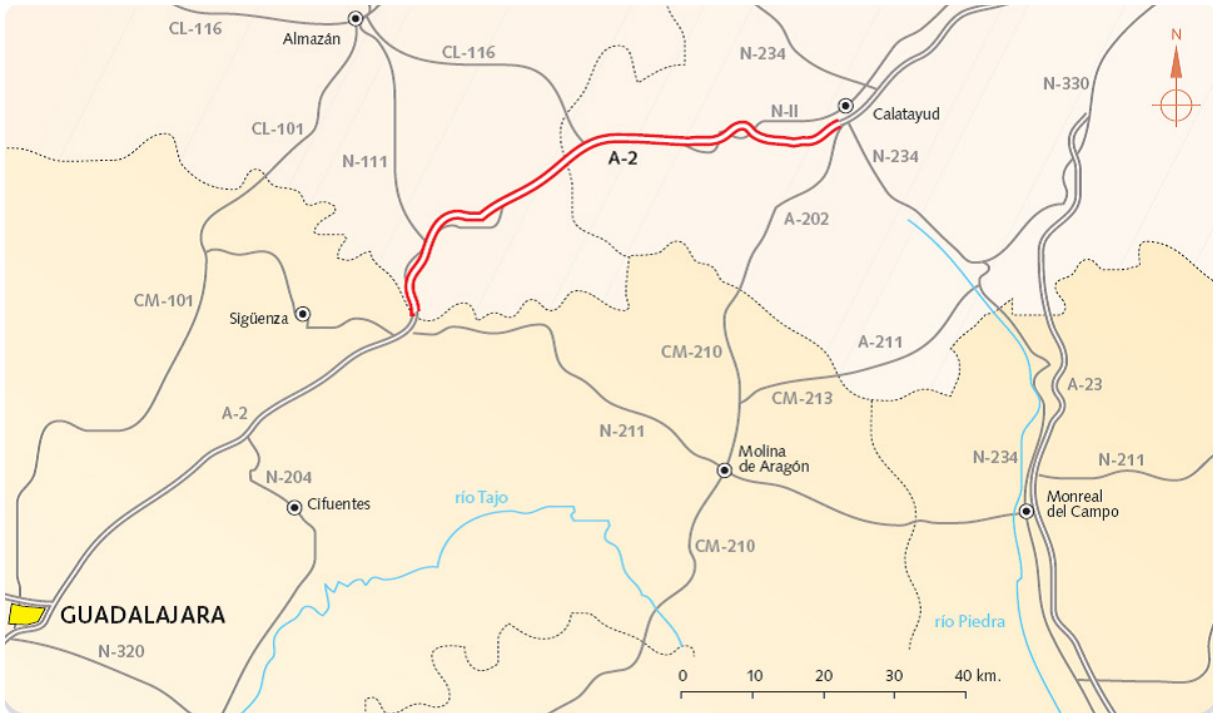 CL-116
Almazán
CL-116
N-234
N
N-330
CL-101
N-111
N-II
Calatayud
A-2
N-234
A-202
CM-101
Sigüenza
CM-210
A-211
A-23
CM-213
A-2
N-211
Molina
de Aragón
N-234
N-211
N-204
Cifuentes
río Tajo
Monreal
del Campo
CM-210
GUADALAJARA
río Piedra
N-320
0 10 20 30 40 km.